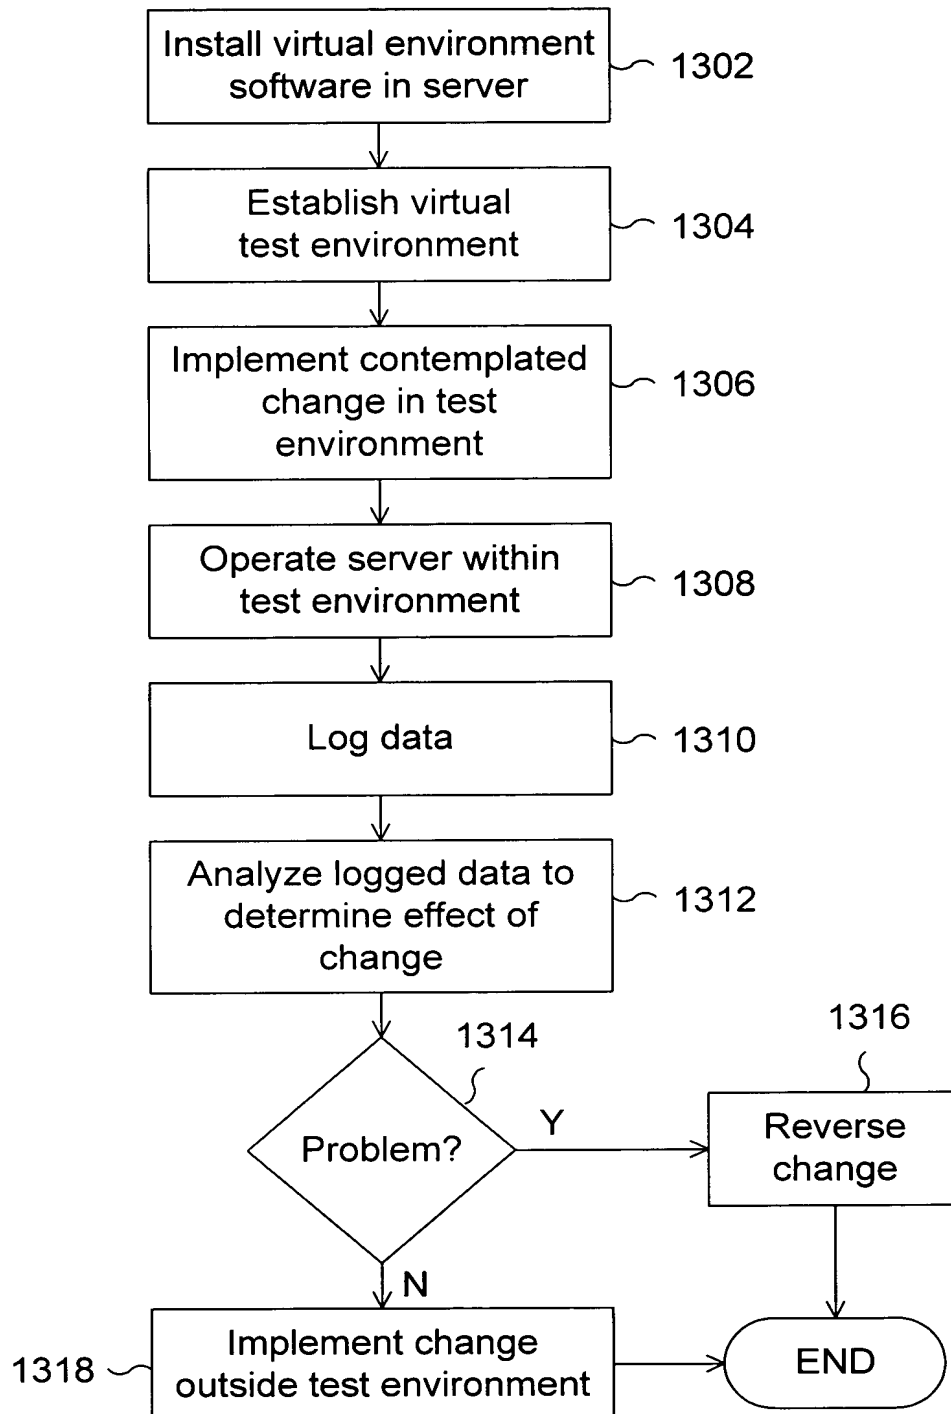 Install virtual environment
software in server
1302
Establish virtual
test environment
1304
Implement contemplated
change in test
environment
1306
Operate server within
test environment
1308
Log data
1310
Analyze logged data to
determine effect of
change
1312
1314
Problem?
Y
1316
Reverse
change
N
1318
Implement change
outside test environment
END